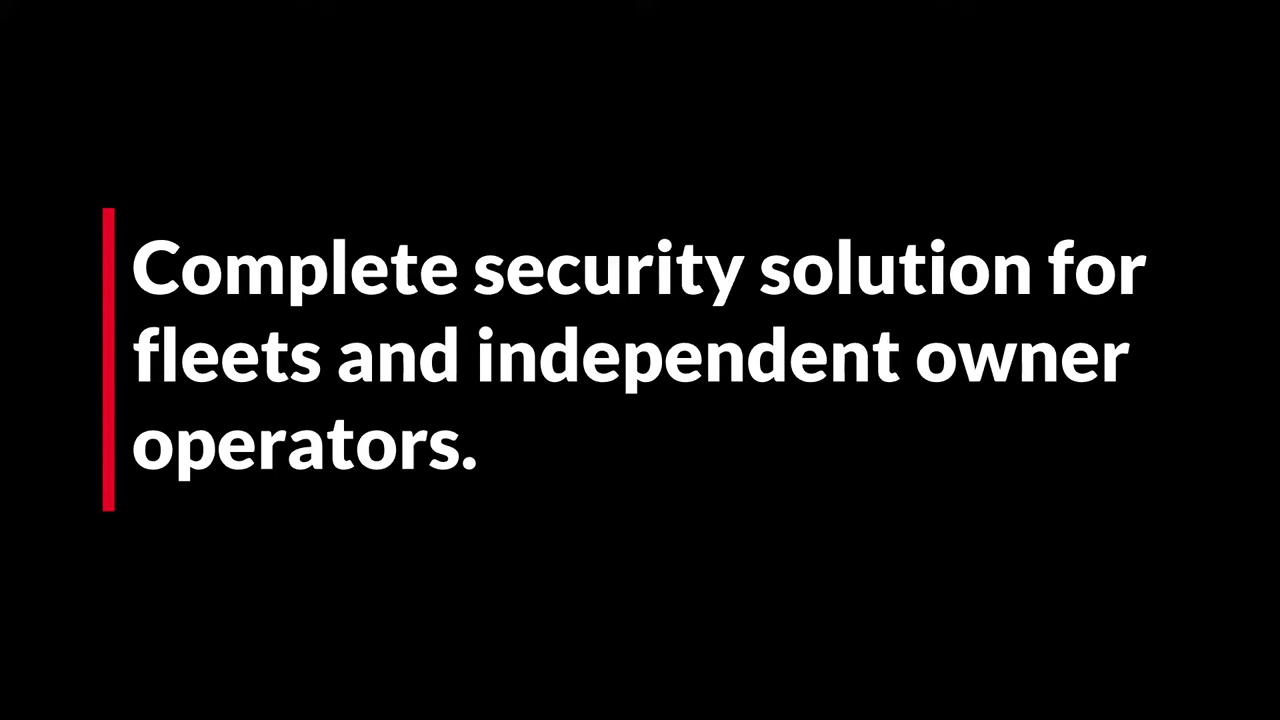 Complete security solution for
fleets and independent owner
operators.